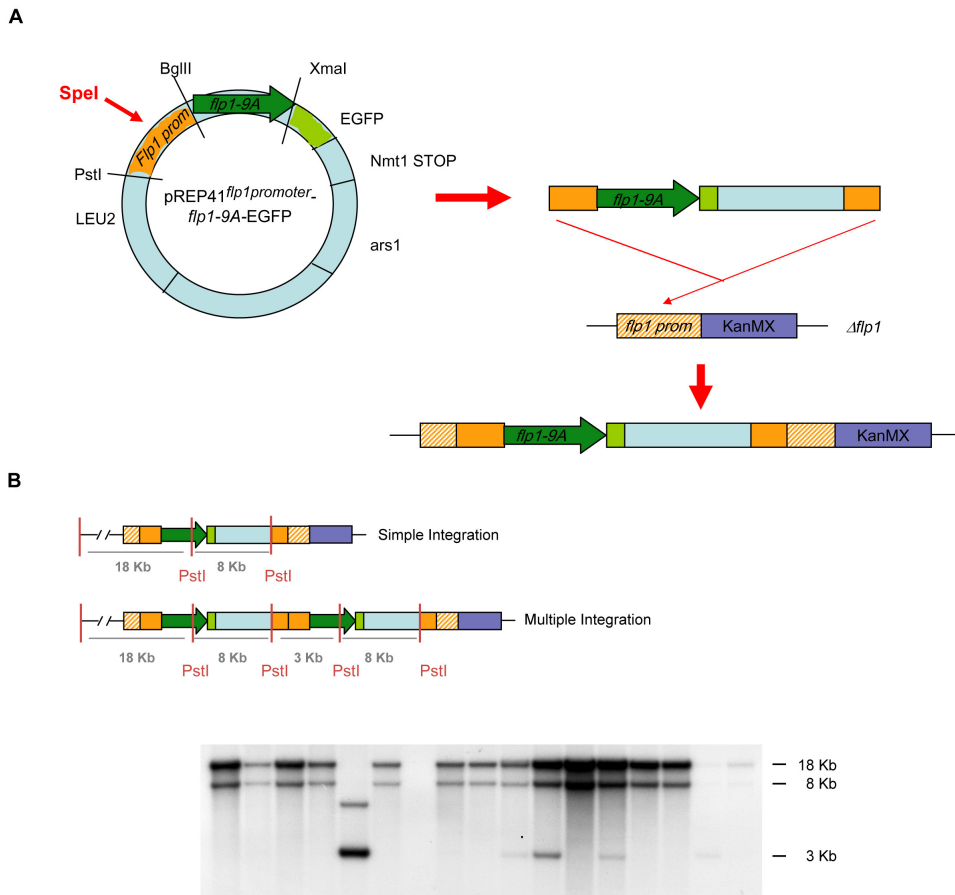 A
BglII
XmaI
SpeI
Flp1 prom
flp1-9A
EGFP
Nmt1 STOP
PstI
pREP41flp1promoter-
flp1-9A-EGFP
LEU2
ars1
flp1-9A
flp1 prom
KanMX
Δflp1
flp1-9A
KanMX
B
Simple Integration
18 Kb
8 Kb
PstI
PstI
Multiple Integration
18 Kb
8 Kb
3 Kb
8 Kb
PstI
PstI
PstI
PstI
18 Kb
8 Kb
3 Kb